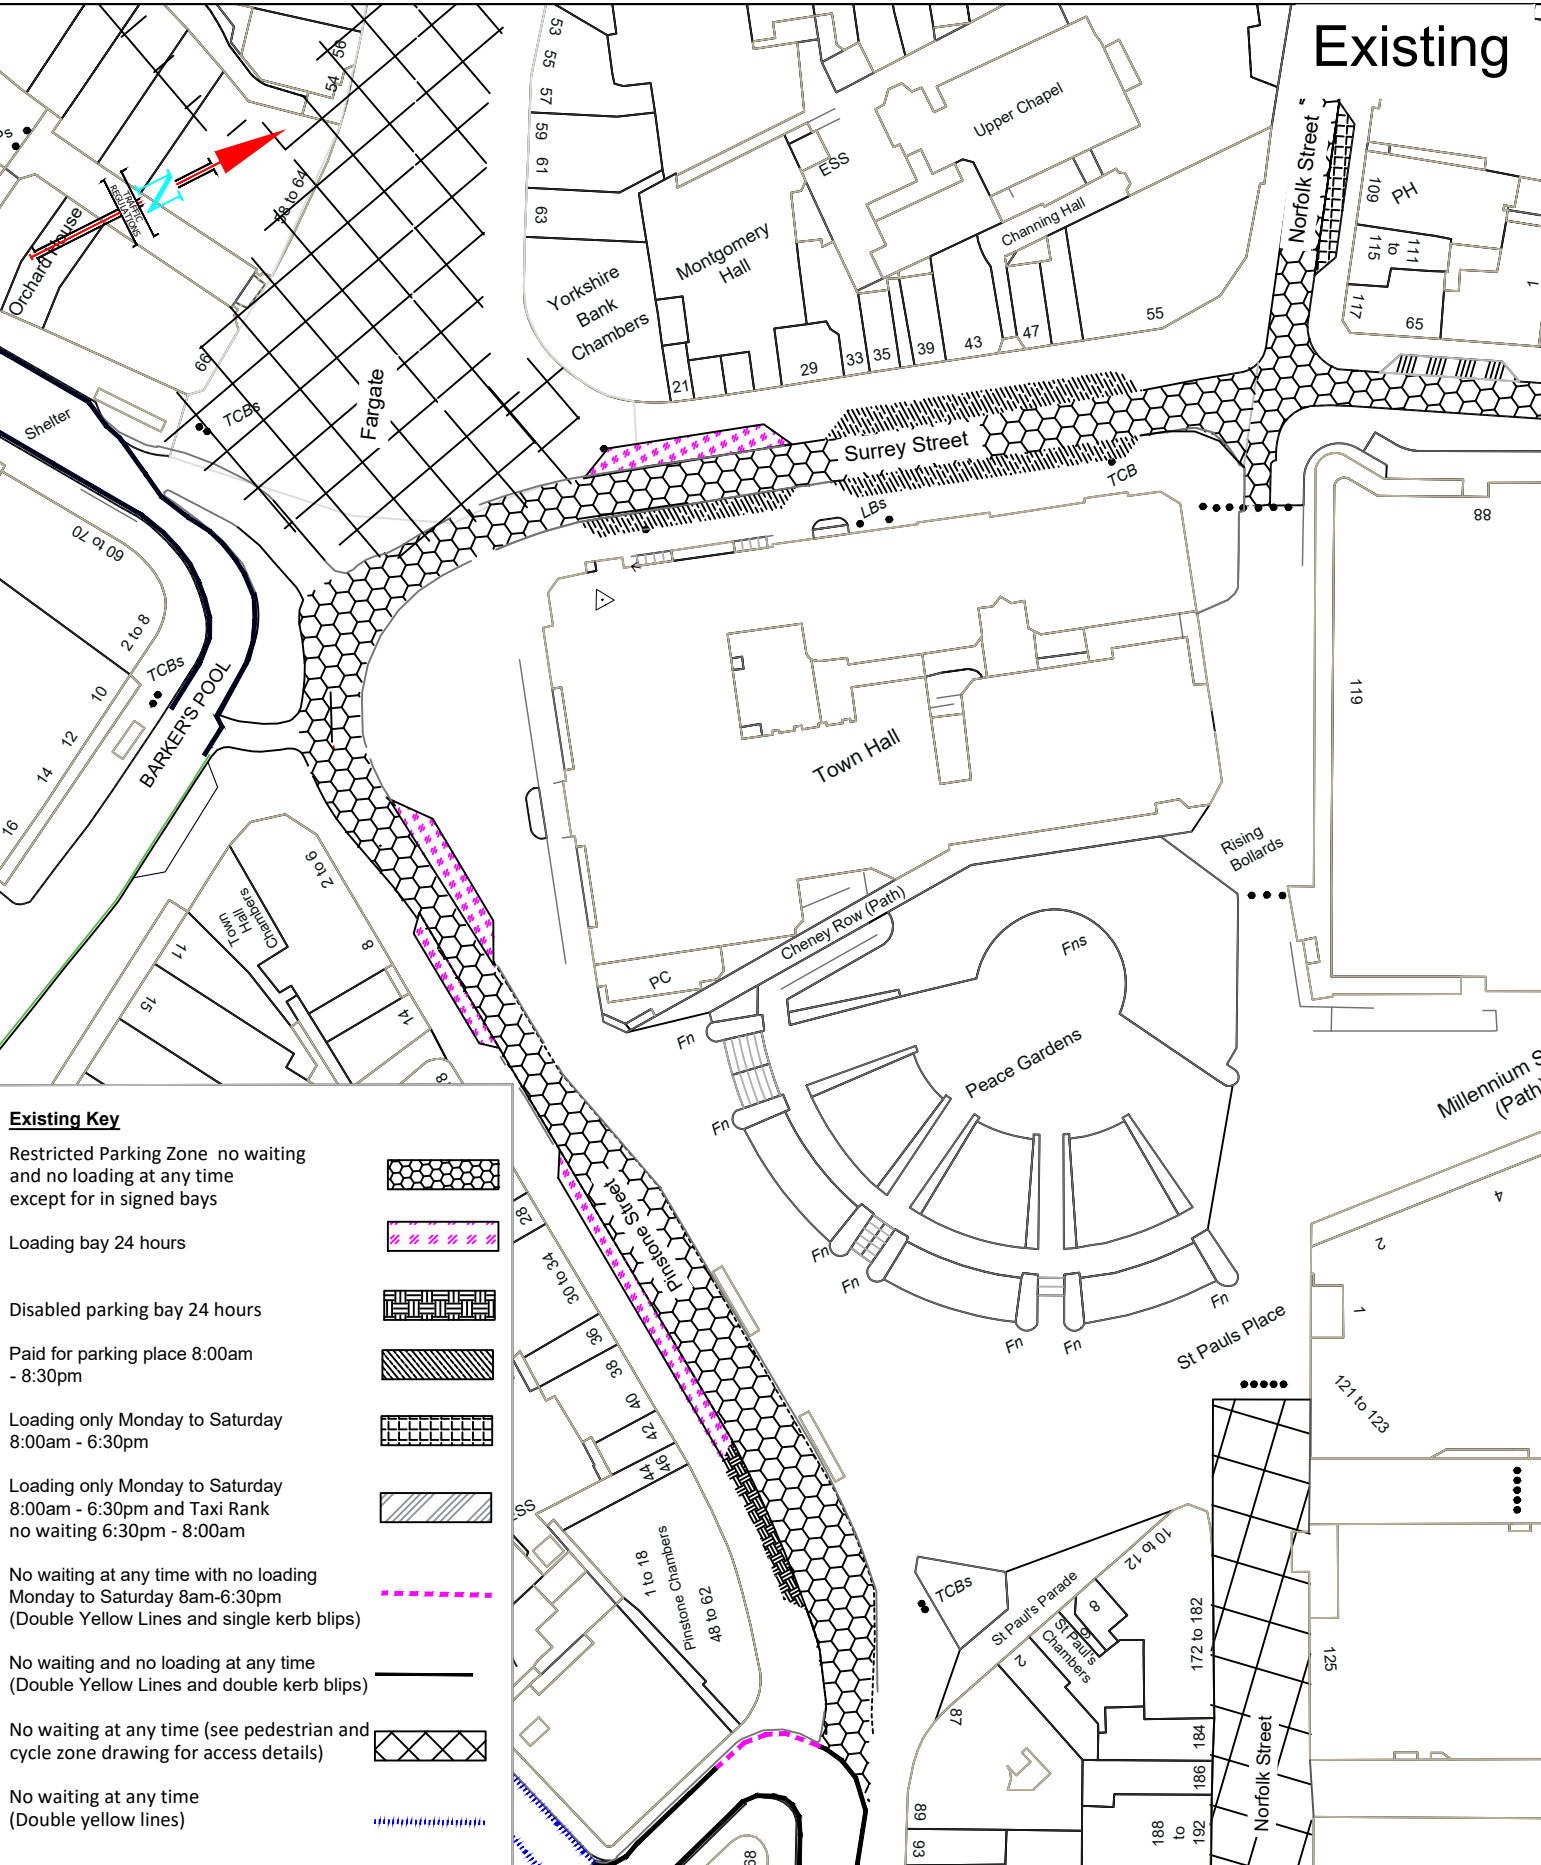 Existing
53
55
57
59
61
63
56
54
58 to 64
66
Orchard House
TRAFFIC
REGULATIONS
N
Shelter
TCBs
Fargate
Yorkshire
Bank
Chambers
Montgomery
Hall
ESS
Upper Chapel
Channing Hall
Norfolk Street
109
PH
111
to
115
117
65
1
21
29
33
35
39
43
47
55
Surrey Street
LBs
TCB
88
119
60 to 70
2 to 8
TCBs
10
12
14
16
BARKER'S POOL
Town Hall
Rising
Bollards
Cheney Row (Path)
PC
Fns
Fn
Fn
Fn
Fn
Fn
Fn
Fn
Peace Gardens
Millennium S
(Path)
2 to 6
Town
Hall
Chambers
8
11
15
14
18
28
30 to 34
36
38
40
42
44
46
Pinstone Street
St Pauls Place
4
2
1
121 to 123
125
1 to 18
Pinstone Chambers
48 to 62
TCBs
St Paul's Parade
10 to 12
8
6
St Paul's
Chambers
2
172 to 182
184
186
188
to
192
87
89
93
68
Norfolk Street
Existing Key
Restricted Parking Zone no waiting
and no loading at any time
except for in signed bays
Loading bay 24 hours
Disabled parking bay 24 hours
Paid for parking place 8:00am
- 8:30pm
Loading only Monday to Saturday
8:00am - 6:30pm
Loading only Monday to Saturday
8:00am - 6:30pm and Taxi Rank
no waiting 6:30pm - 8:00am
No waiting at any time with no loading
Monday to Saturday 8am-6:30pm
(Double Yellow Lines and single kerb blips)
No waiting and no loading at any time
(Double Yellow Lines and double kerb blips)
No waiting at any time (see pedestrian and
cycle zone drawing for access details)
No waiting at any time
(Double yellow lines)